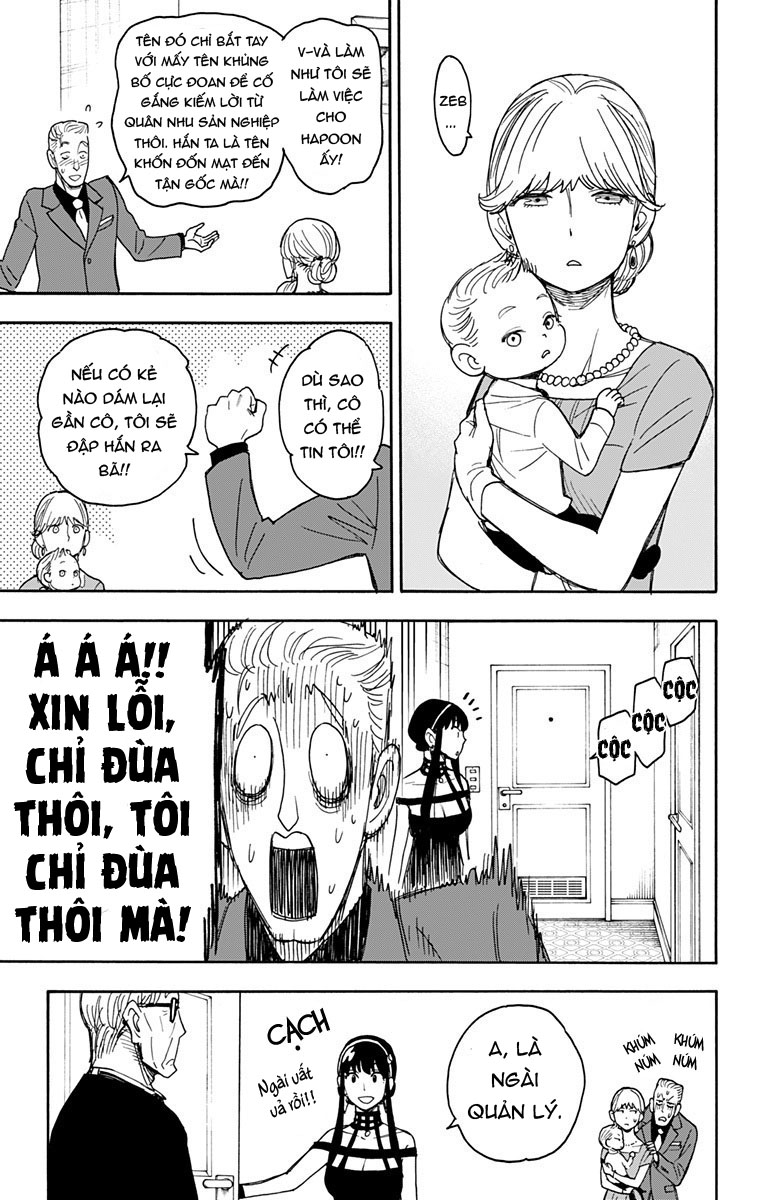 ZEB
...
V-VÀ LÀM
NHƯ TÔI SẼ
LÀM VIỆC
CHO
HAPOON
ẤY!
TÊN ĐÓ CHỈ BẮT TAY
VỚI MẤY TÊN KHỦNG
BỐ CỰC ĐOAN ĐỂ CỐ
GẮNG KIẾM LỜI TỪ
QUÂN NHU SẢN NGHIỆP
THÔI. HẮN TA LÀ TÊN
KHỐN ĐỐN MẠT ĐẾN
TẬN GỐC MÀ!!
DÙ SAO
THÌ, CÔ
CÓ THỂ
TIN TÔI!!
NẾU CÓ KẺ
NÀO DÁM LẠI
GẦN CÔ, TÔI SẼ
ĐẬP HẮN RA
BÃ!!
CỘC
CỘC
CỘC
Á Á Á!!
XIN LỖI,
CHỈ ĐÙA
THÔI, TÔI
CHỈ ĐÙA
THÔI MÀ!
KHÚM
NÚM
KHÚM
NÚM
A, LÀ
NGÀI
QUẢN LÝ.
CẠCH
Ngài vất
vả rồi!!